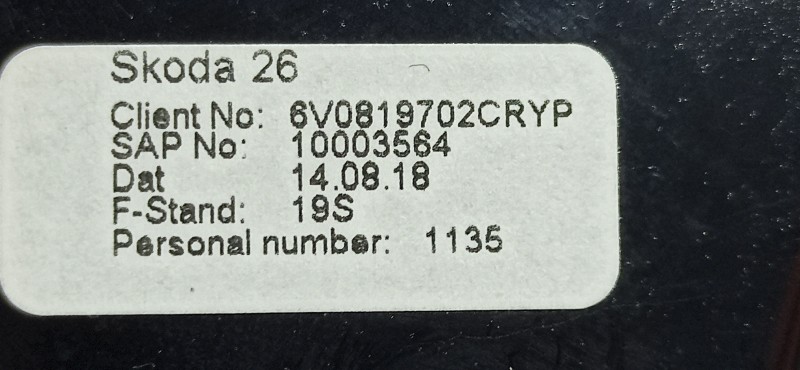 Skoda 26
Client No: 6V0819702CRYP
SAP No: 10003564
Dat 14.08.18
F-Stand: 19S
Personal number: 1135